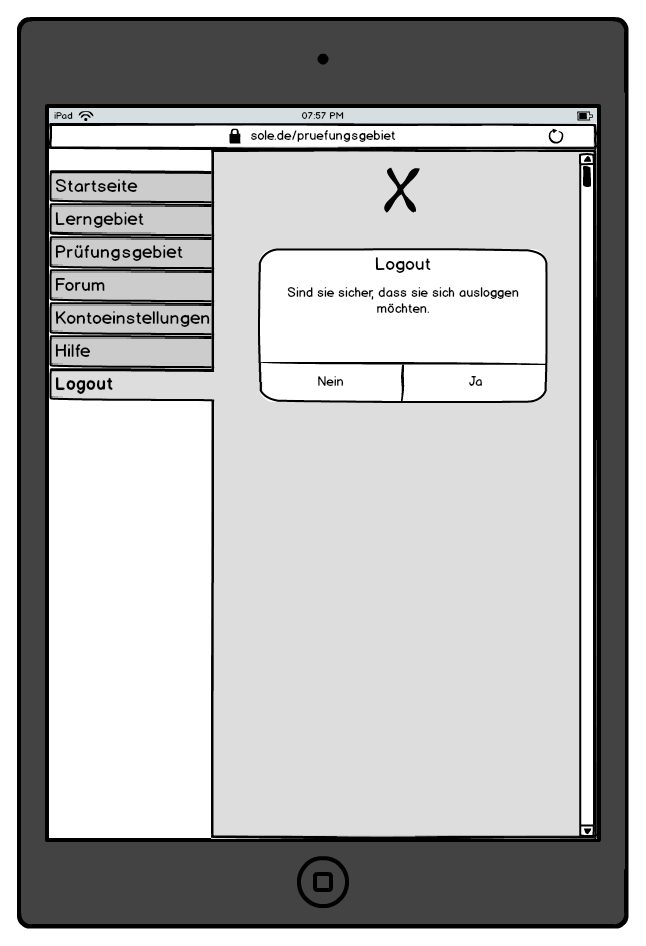 iPad
07:57 PM
sole.de/pruefungsgebiet
Startseite
Lerngebiet
Prüfungsgebiet
Forum
Kontoeinstellungen
Hilfe
Logout
X
Logout
Sind sie sicher, dass sie sich ausloggen
möchten.
Nein
Ja